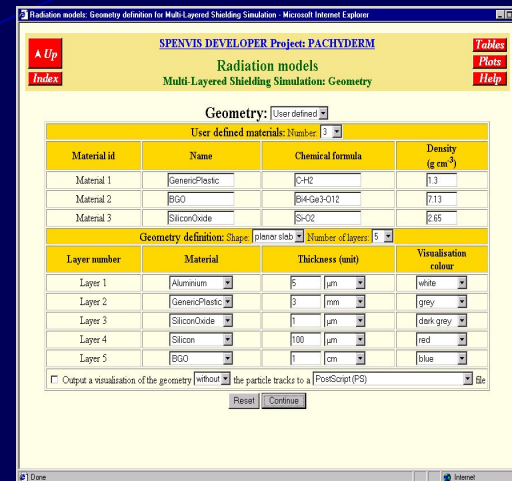 Radiation models: Geometry definition for Multi-Layered Shielding Simulation - Microsoft Internet Explorer
Up
Index
SPENVIS DEVELOPER Project: PACHYDERM
Radiation models
Multi-Layered Shielding Simulation: Geometry
Tables
Plots
Help
Geometry: User defined
User defined materials: Number: 3
Material id Name Chemical formula Density (g cm-3)
Material 1 GenericPlastic C-H2 1.3
Material 2 BGO Bi4-Ge3-O12 7.13
Material 3 SiliconOxide Si-O2 2.65
Geometry definition: Shape: planar slab Number of layers: 5
Layer number Material Thickness (unit) Visualisation colour
Layer 1 Aluminium 5 µm white
Layer 2 GenericPlastic 3 mm grey
Layer 3 SiliconOxide 1 µm dark grey
Layer 4 Silicon 100 µm red
Layer 5 BGO 1 cm blue
Output a visualisation of the geometry without the particle tracks to a PostScript (PS) file
Reset Continue
Done Internet